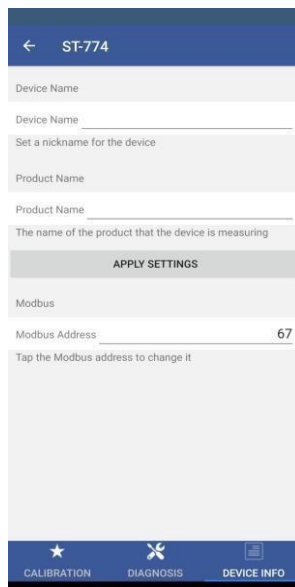 ST-774
Device Name
Device Name
Set a nickname for the device
Product Name
Product Name
The name of the product that the device is measuring
APPLY SETTINGS
Modbus
Modbus Address 67
Tap the Modbus address to change it
CALIBRATION DIAGNOSIS DEVICE INFO